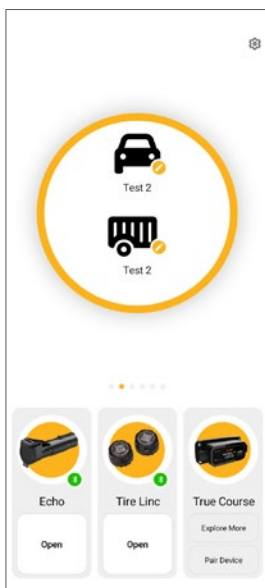 Test 2
Test 2
Echo
Tire Linc
True Course
Open
Open
Explore More
Pair Device